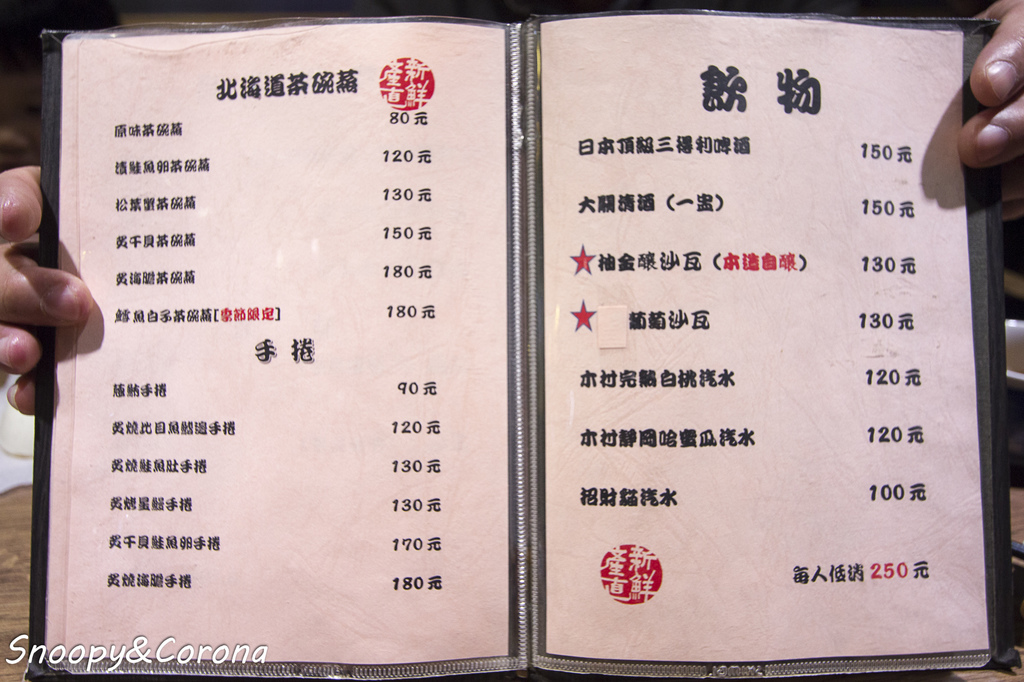 北海道茶碗蒸
新鮮
產直
原味茶碗蒸 80元
漬鮭魚卵茶碗蒸 120元
松葉蟹茶碗蒸 130元
炙干貝茶碗蒸 150元
炙海膽茶碗蒸 180元
鱈魚白子茶碗蒸[季節限定] 180元
手捲
蔥鮪手捲 90元
炙燒比目魚鰭邊手捲 120元
炙燒鮭魚肚手捲 130元
炙烤星鰻手捲 130元
炙干貝鮭魚卵手捲 170元
炙燒海膽手捲 180元
飲物
日本頂級三得利啤酒 150元
大關清酒(一盅) 150元
柚金釀沙瓦(本造自釀) 130元
葡萄沙瓦 130元
木村完熟白桃汽水 120元
木村靜岡哈蜜瓜汽水 120元
招財貓汽水 100元
新鮮
產直
每人低消250元
Snoopy&Corona